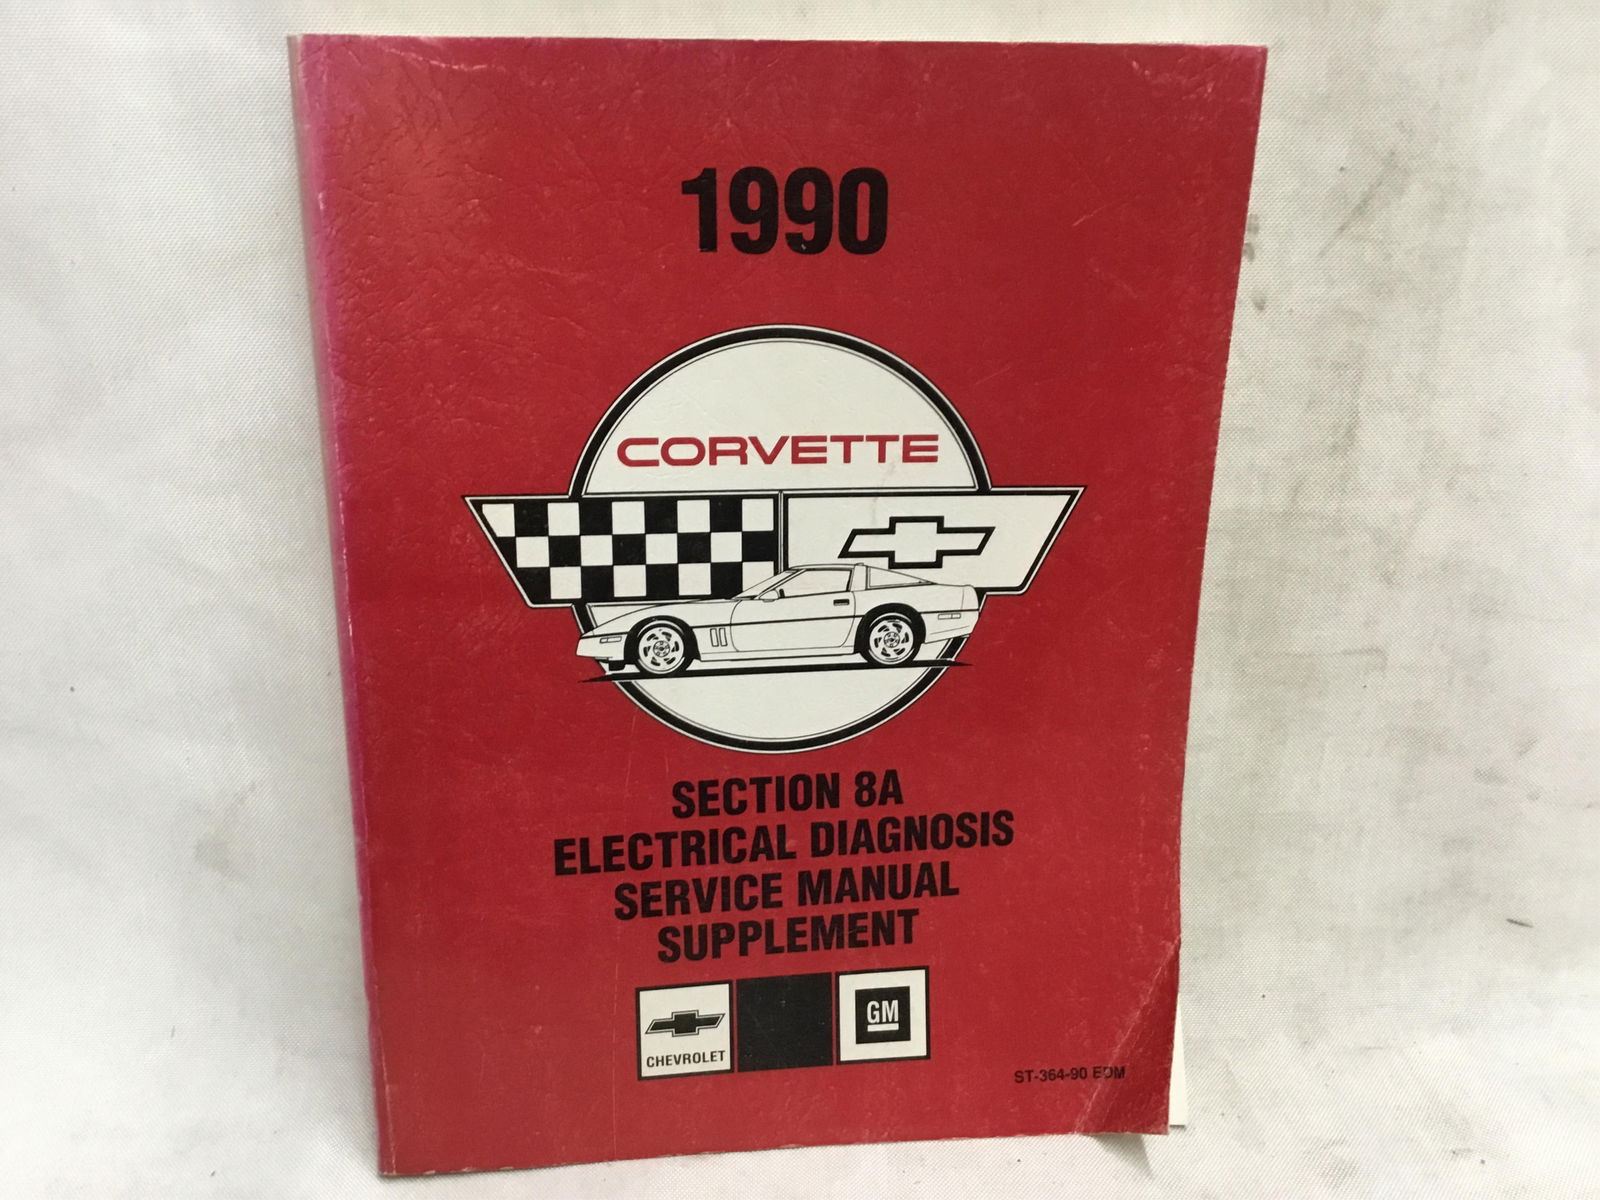 1990
CORVETTE
SECTION 8A
ELECTRICAL DIAGNOSIS
SERVICE MANUAL
SUPPLEMENT
CHEVROLET
GM
ST-364-90 EDM